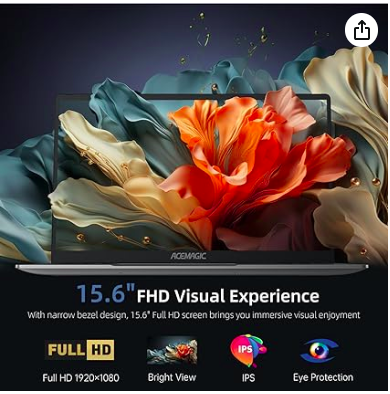 ACEMAGIC
15.6" FHD Visual Experience
With narrow bezel design, 15.6" Full HD screen brings you immersive visual enjoyment
FULL HD
IPS
Full HD 1920×1080 Bright View IPS Eye Protection